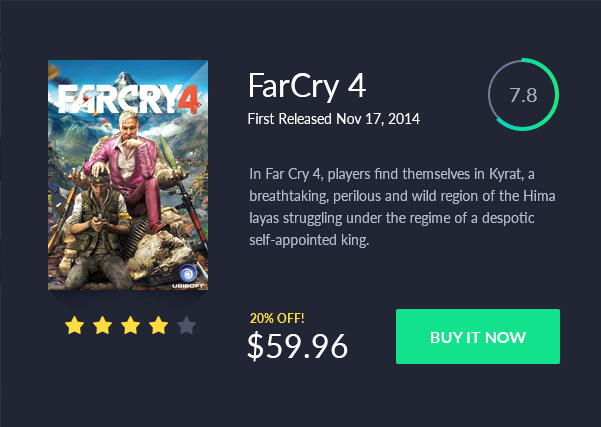 FARCRY4
UBISOFT
FarCry 4
First Released Nov 17, 2014
7.8
In Far Cry 4, players find themselves in Kyrat, a
breathtaking, perilous and wild region of the Hima
layas struggling under the regime of a despotic
self-appointed king.
20% OFF!
$59.96
BUY IT NOW